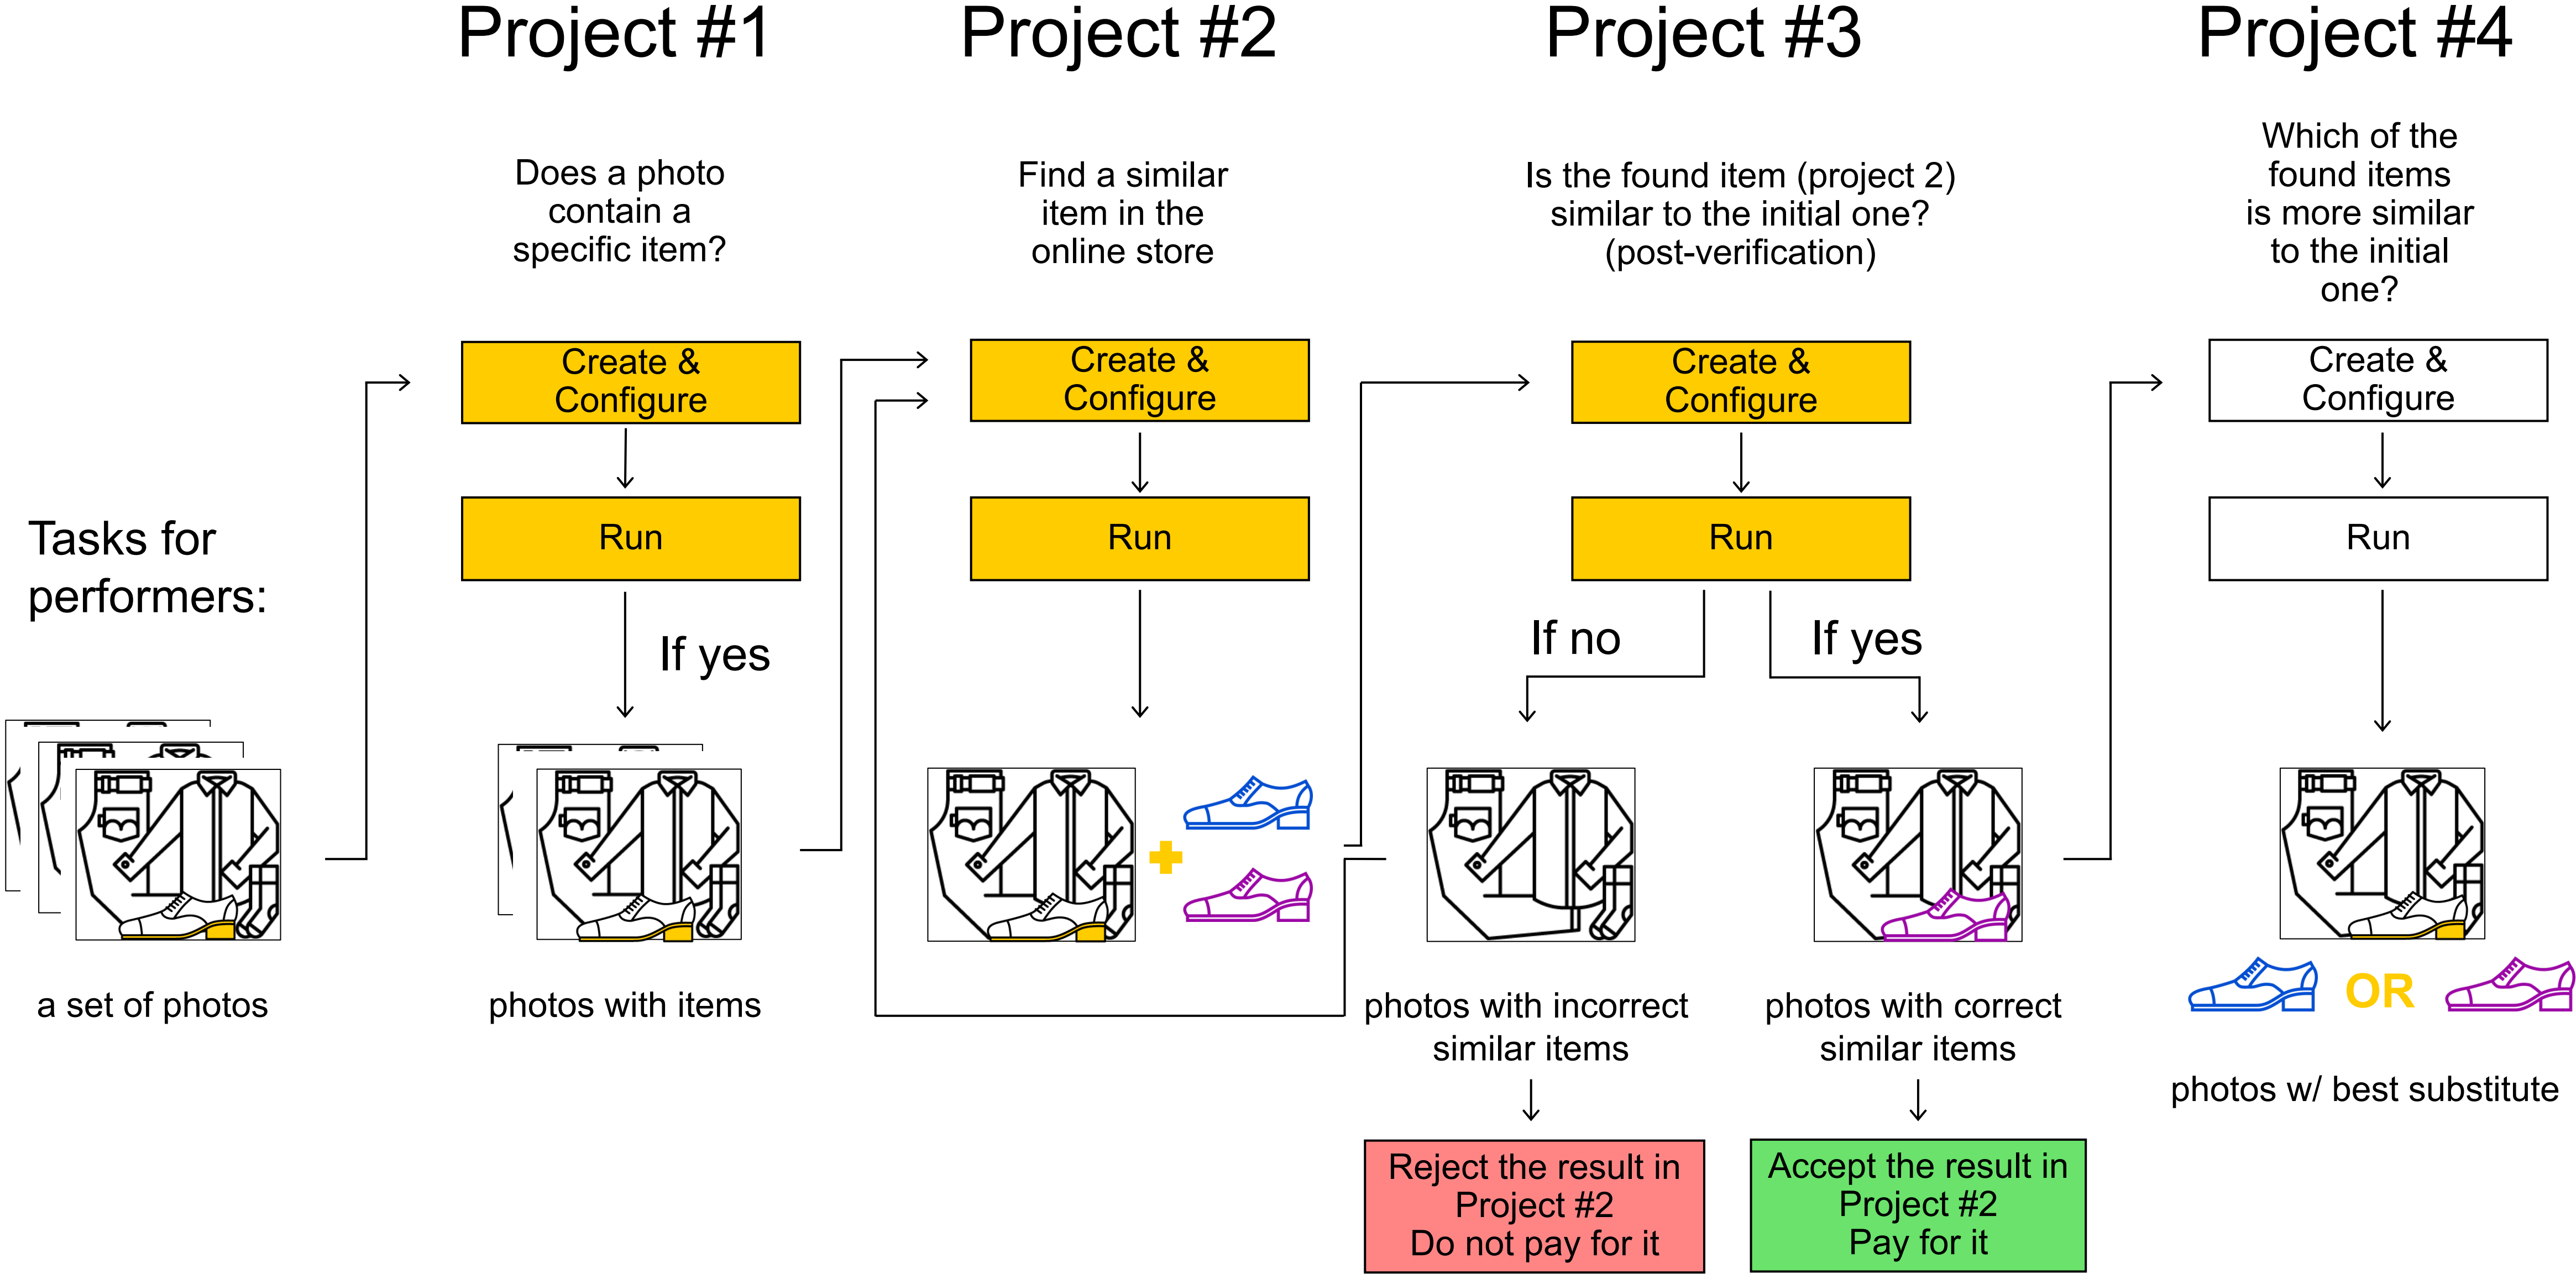 Project #1
Project #2
Project #3
Project #4
Does a photo
contain a
specific item?
Find a similar
item in the
online store
Is the found item (project 2)
similar to the initial one?
(post-verification)
Which of the
found items
is more similar
to the initial
one?
Create &
Configure
Create &
Configure
Create &
Configure
Create &
Configure
Tasks for
performers:
Run
Run
Run
Run
If yes
If no
If yes
a set of photos
photos with items
photos with incorrect
similar items
photos with correct
similar items
OR
photos w/ best substitute
Reject the result in
Project #2
Do not pay for it
Accept the result in
Project #2
Pay for it